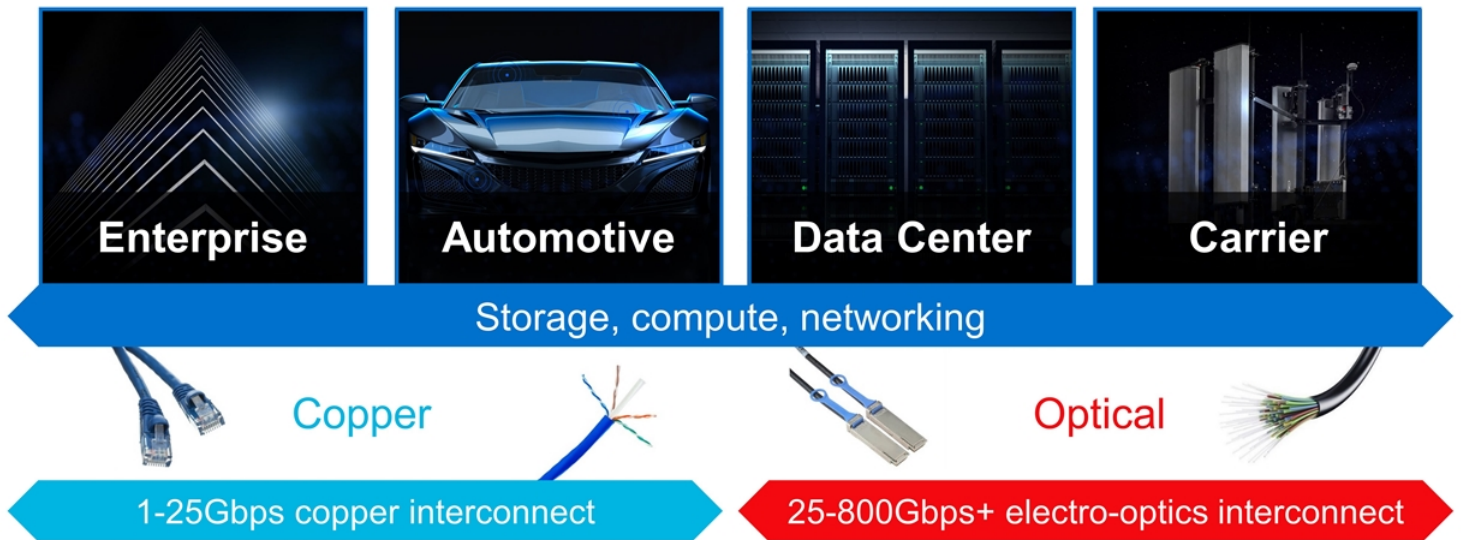 Enterprise
Automotive
Data Center
Carrier
Storage, compute, networking
Copper
Optical
1-25Gbps copper interconnect
25-800Gbps+ electro-optics interconnect